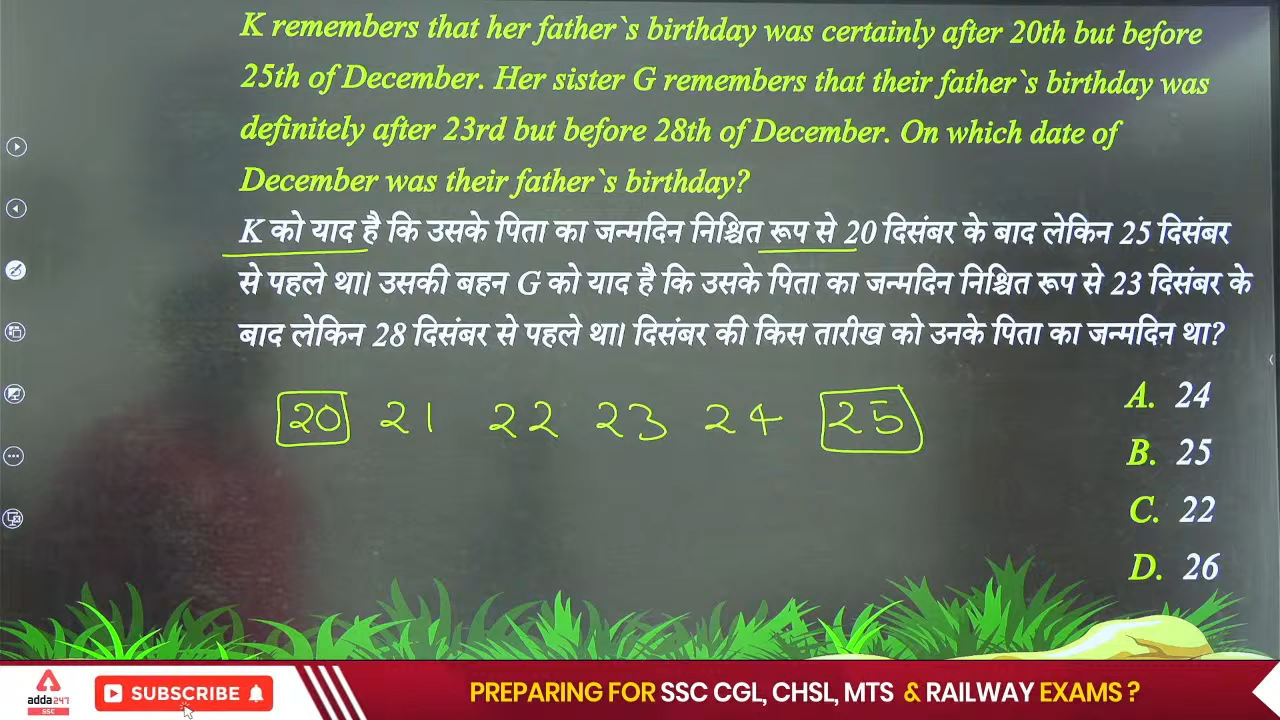 K remembers that her father`s birthday was certainly after 20th but before
25th of December. Her sister G remembers that their father`s birthday was
definitely after 23rd but before 28th of December. On which date of
December was their father`s birthday?
K को याद है कि उसके पिता का जन्मदिन निश्चित रूप से 20 दिसंबर के बाद लेकिन 25 दिसंबर
से पहले था। उसकी बहन G को याद है कि उसके पिता का जन्मदिन निश्चित रूप से 23 दिसंबर के
बाद लेकिन 28 दिसंबर से पहले था। दिसंबर की किस तारीख को उनके पिता का जन्मदिन था?
20 21 22 23 24 25
A. 24
B. 25
C. 22
D. 26
adda247
SSC
SUBSCRIBE
PREPARING FOR SSC CGL, CHSL, MTS & RAILWAY EXAMS ?